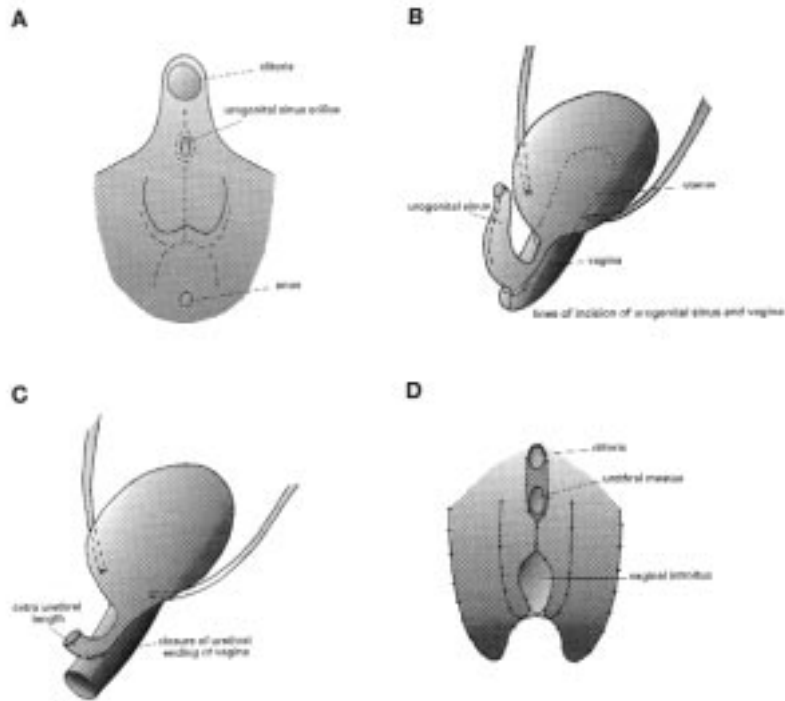 A
clitoris
urogenital sinus orifice
anus
B
urogenital sinus
uterus
vagina
lines of incision of urogenital sinus and vagina
C
extra urethral
length
closure of urethral
ending of vagina
D
clitoris
urethral meatus
vaginal introitus